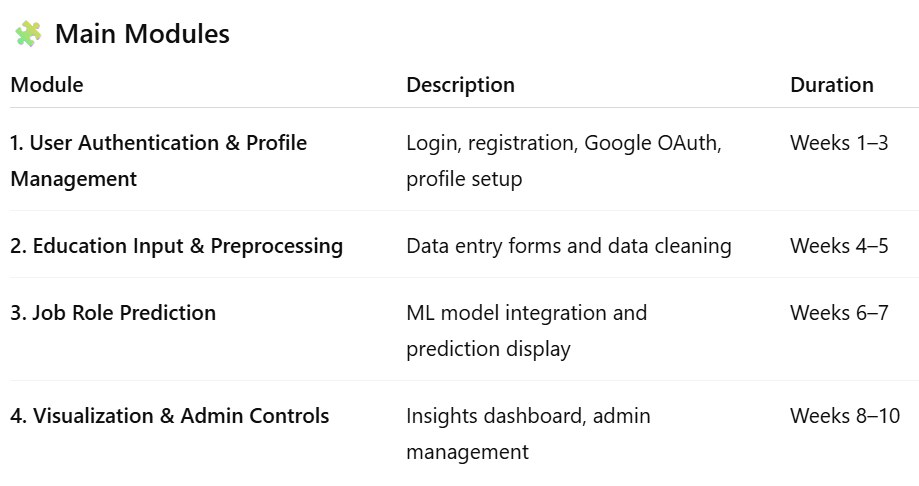 🧩 Main Modules
Module Description Duration
1. User Authentication & Profile Login, registration, Google OAuth, Weeks 1–3
Management profile setup
2. Education Input & Preprocessing Data entry forms and data cleaning Weeks 4–5
3. Job Role Prediction ML model integration and Weeks 6–7
prediction display
4. Visualization & Admin Controls Insights dashboard, admin Weeks 8–10
management